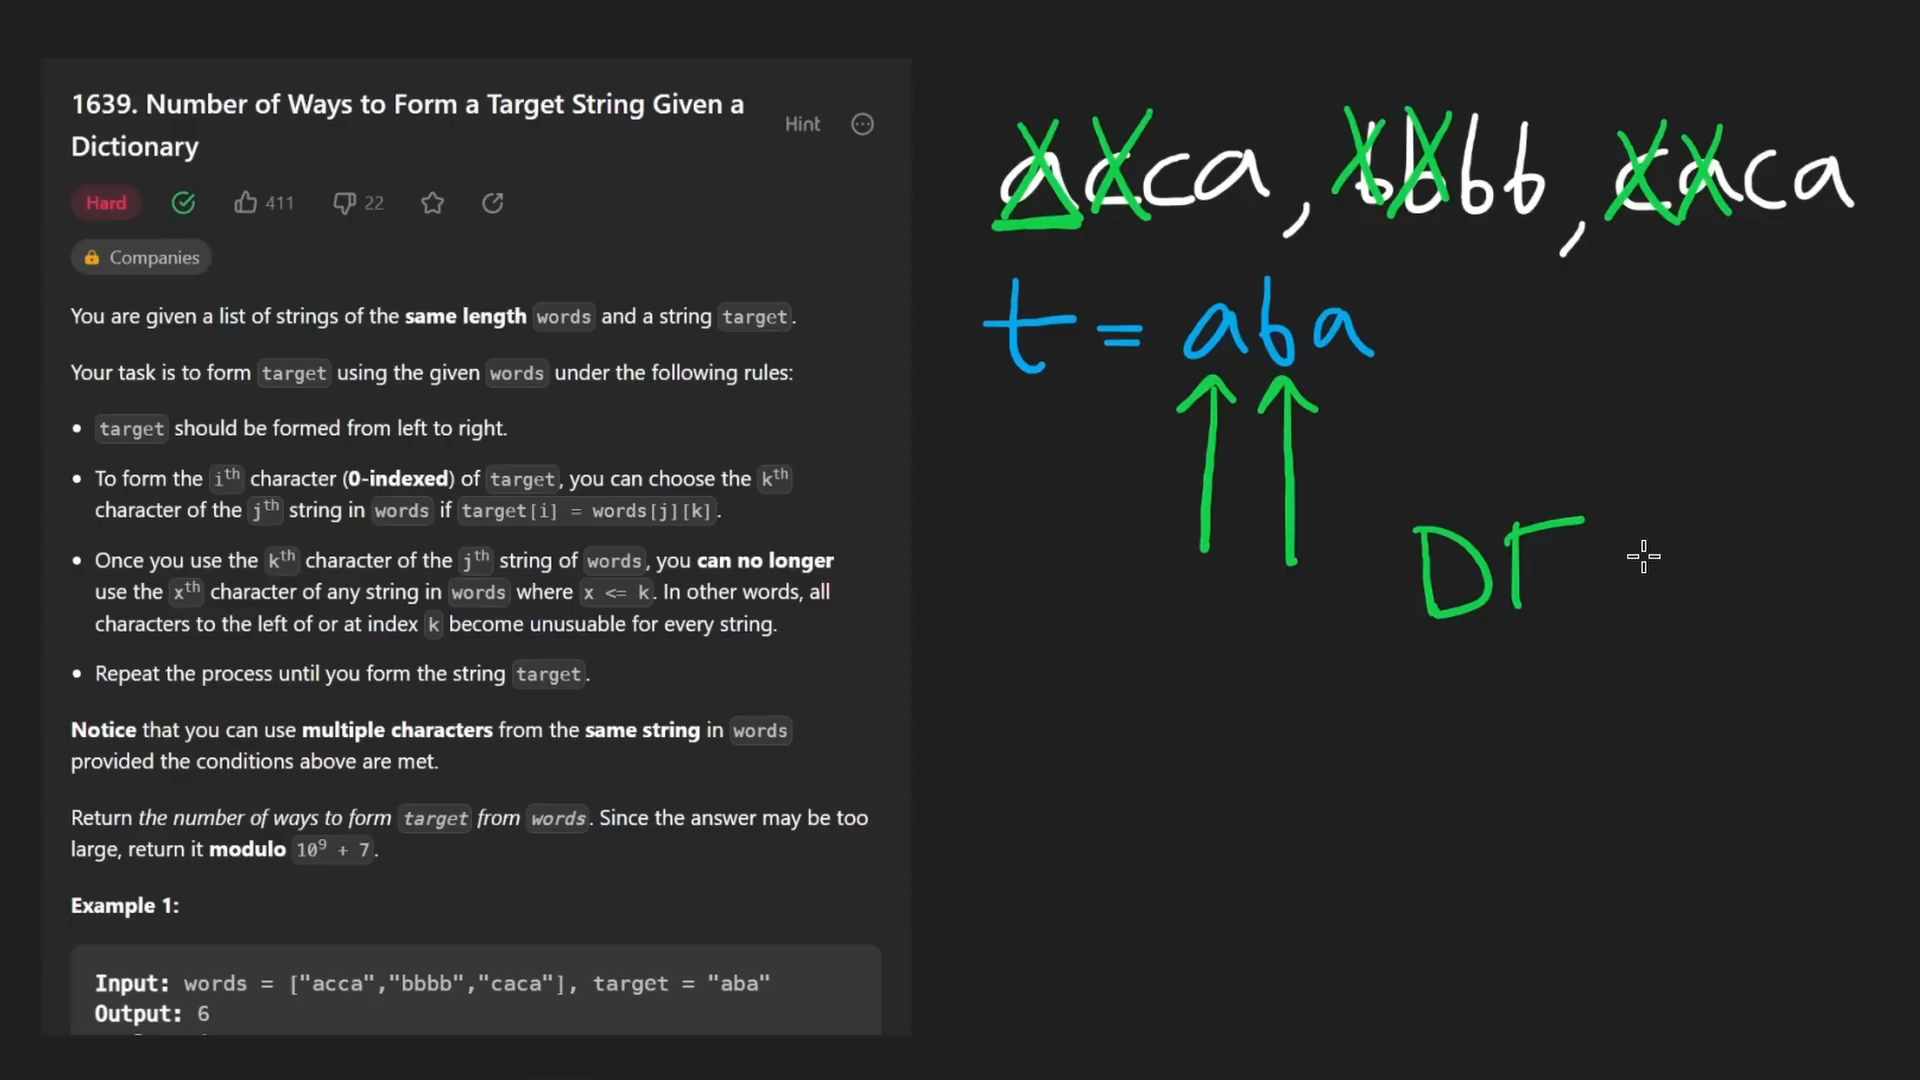 1639. Number of Ways to Form a Target String Given a
Dictionary
Hint
Hard 411 22
Companies
You are given a list of strings of the same length words and a string target.
Your task is to form target using the given words under the following rules:
• target should be formed from left to right.
• To form the ith character (0-indexed) of target, you can choose the kth
character of the jth string in words if target[i] = words[j][k].
• Once you use the kth character of the jth string of words, you can no longer
use the xth character of any string in words where x <= k. In other words, all
characters to the left of or at index k become unusuable for every string.
• Repeat the process until you form the string target.
Notice that you can use multiple characters from the same string in words
provided the conditions above are met.
Return the number of ways to form target from words. Since the answer may be too
large, return it modulo 10^9 + 7.
Example 1:
Input: words = ["acca","bbbb","caca"], target = "aba"
Output: 6
acca, bbbb, caca
t = aba